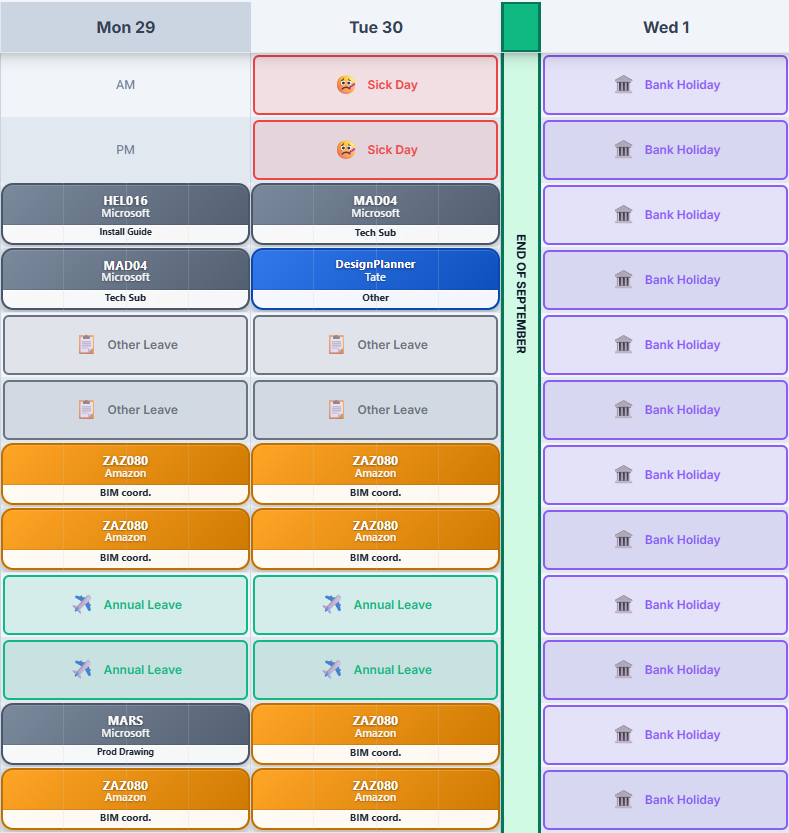 Mon 29
Tue 30
Wed 1
AM
Sick Day
Bank Holiday
PM
Sick Day
Bank Holiday
HEL016
Microsoft
Install Guide
MAD04
Microsoft
Tech Sub
Bank Holiday
MAD04
Microsoft
Tech Sub
DesignPlanner
Tate
Other
Bank Holiday
END OF SEPTEMBER
Other Leave
Other Leave
Bank Holiday
Other Leave
Other Leave
Bank Holiday
ZAZ080
Amazon
BIM coord.
ZAZ080
Amazon
BIM coord.
Bank Holiday
ZAZ080
Amazon
BIM coord.
ZAZ080
Amazon
BIM coord.
Bank Holiday
Annual Leave
Annual Leave
Bank Holiday
Annual Leave
Annual Leave
Bank Holiday
MARS
Microsoft
Prod Drawing
ZAZ080
Amazon
BIM coord.
Bank Holiday
ZAZ080
Amazon
BIM coord.
ZAZ080
Amazon
BIM coord.
Bank Holiday